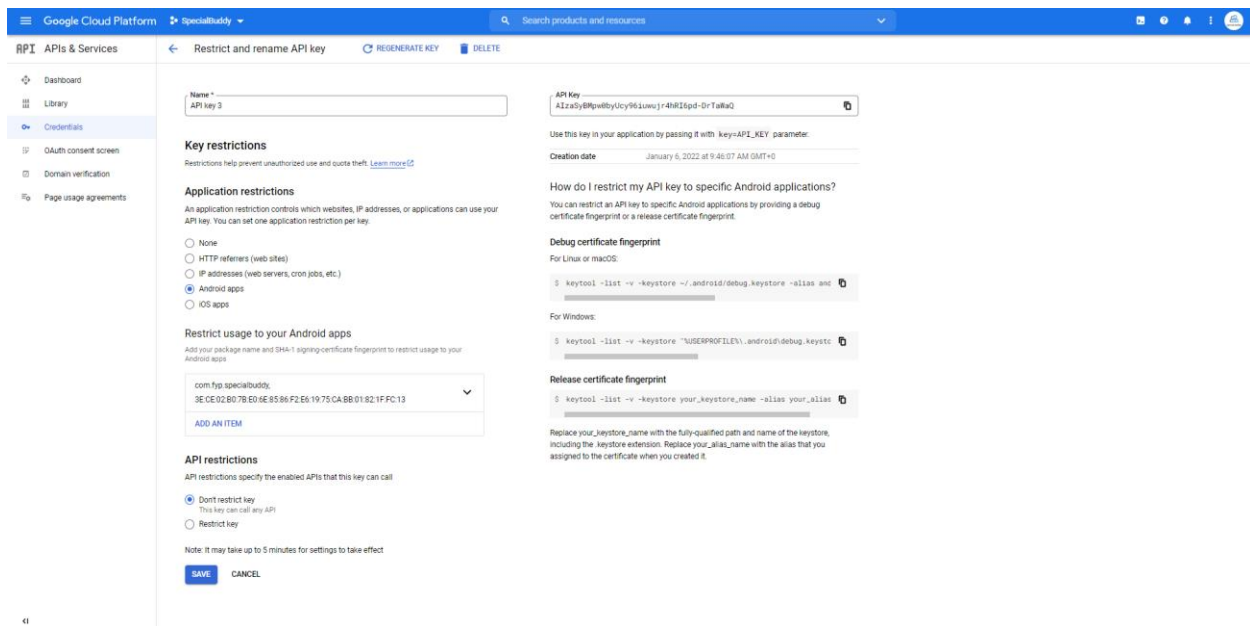 Google Cloud Platform
SpecialBuddy
Search products and resources
API APIs & Services
Restrict and rename API key
REGENERATE KEY
DELETE
Dashboard
Library
Credentials
OAuth consent screen
Domain verification
Page usage agreements
Name *
API key 3
Key restrictions
Restrictions help prevent unauthorized use and quota theft. Learn more
Application restrictions
An application restriction controls which websites, IP addresses, or applications can use your
API key. You can set one application restriction per key.
None
HTTP referrers (web sites)
IP addresses (web servers, cron jobs, etc.)
Android apps
iOS apps
Restrict usage to your Android apps
Add your package name and SHA-1 signing-certificate fingerprint to restrict usage to your
Android apps
com.fyp.specialbuddy,
3E:CE:02:B0:7B:E0:6E:85:86:F2:E6:19:75:CA:BB:01:82:1F:FC:13
ADD AN ITEM
API restrictions
API restrictions specify the enabled APIs that this key can call
Don't restrict key
This key can call any API
Restrict key
Note: It may take up to 5 minutes for settings to take effect
SAVE
CANCEL
API Key
AIzaSyBMpw0byUcy96iuwujr4hRI6pd-DrTaWaQ
Use this key in your application by passing it with key=API_KEY parameter.
Creation date January 6, 2022 at 9:46:07 AM GMT+0
How do I restrict my API key to specific Android applications?
You can restrict an API key to specific Android applications by providing a debug
certificate fingerprint or a release certificate fingerprint.
Debug certificate fingerprint
For Linux or macOS:
$ keytool -list -v -keystore ~/.android/debug.keystore -alias and
For Windows:
$ keytool -list -v -keystore "%USERPROFILE%\.android\debug.keystc
Release certificate fingerprint
$ keytool -list -v -keystore your_keystore_name -alias your_alias
Replace your_keystore_name with the fully-qualified path and name of the keystore,
including the .keystore extension. Replace your_alias_name with the alias that you
assigned to the certificate when you created it.